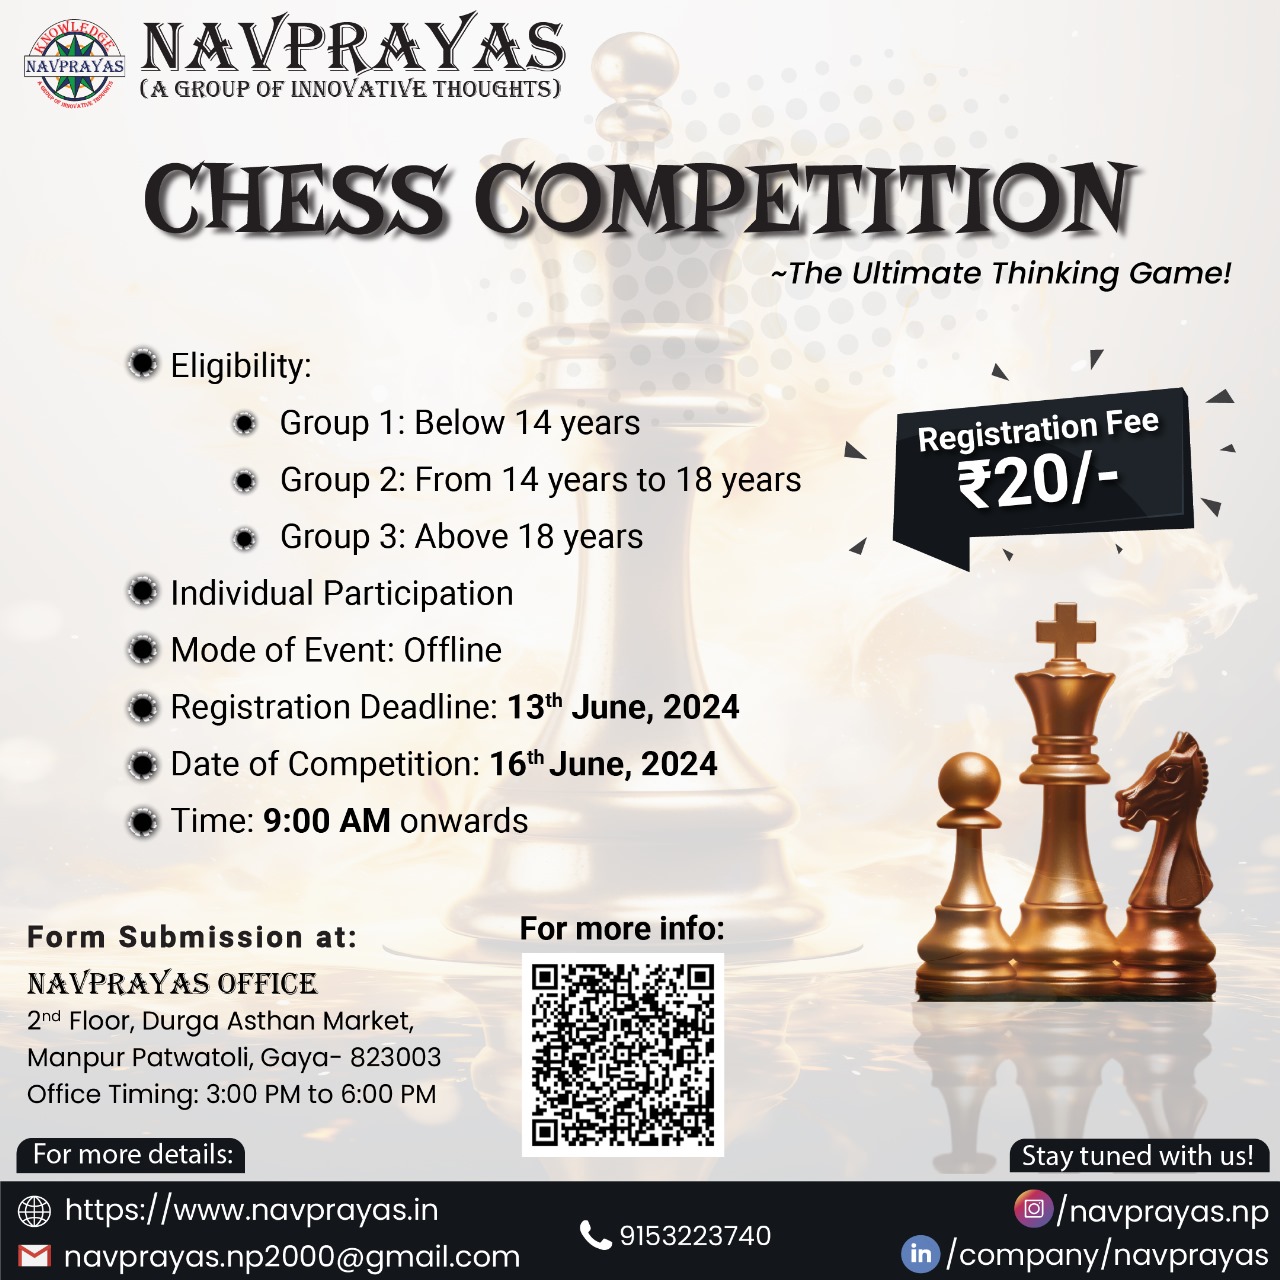 KNOWLEDGE
NAVPRAYAS
A GROUP OF INNOVATIVE THOUGHTS
NAVPRAYAS
(A GROUP OF INNOVATIVE THOUGHTS)
CHESS COMPETITION
~The Ultimate Thinking Game!
Eligibility:
Group 1: Below 14 years
Group 2: From 14 years to 18 years
Group 3: Above 18 years
Individual Participation
Mode of Event: Offline
Registration Deadline: 13th June, 2024
Date of Competition: 16th June, 2024
Time: 9:00 AM onwards
Registration Fee
₹20/-
Form Submission at:
NAVPRAYAS OFFICE
2nd Floor, Durga Asthan Market,
Manpur Patwatoli, Gaya- 823003
Office Timing: 3:00 PM to 6:00 PM
For more info:
For more details:
https://www.navprayas.in
navprayas.np2000@gmail.com
9153223740
Stay tuned with us!
/navprayas.np
in /company/navprayas